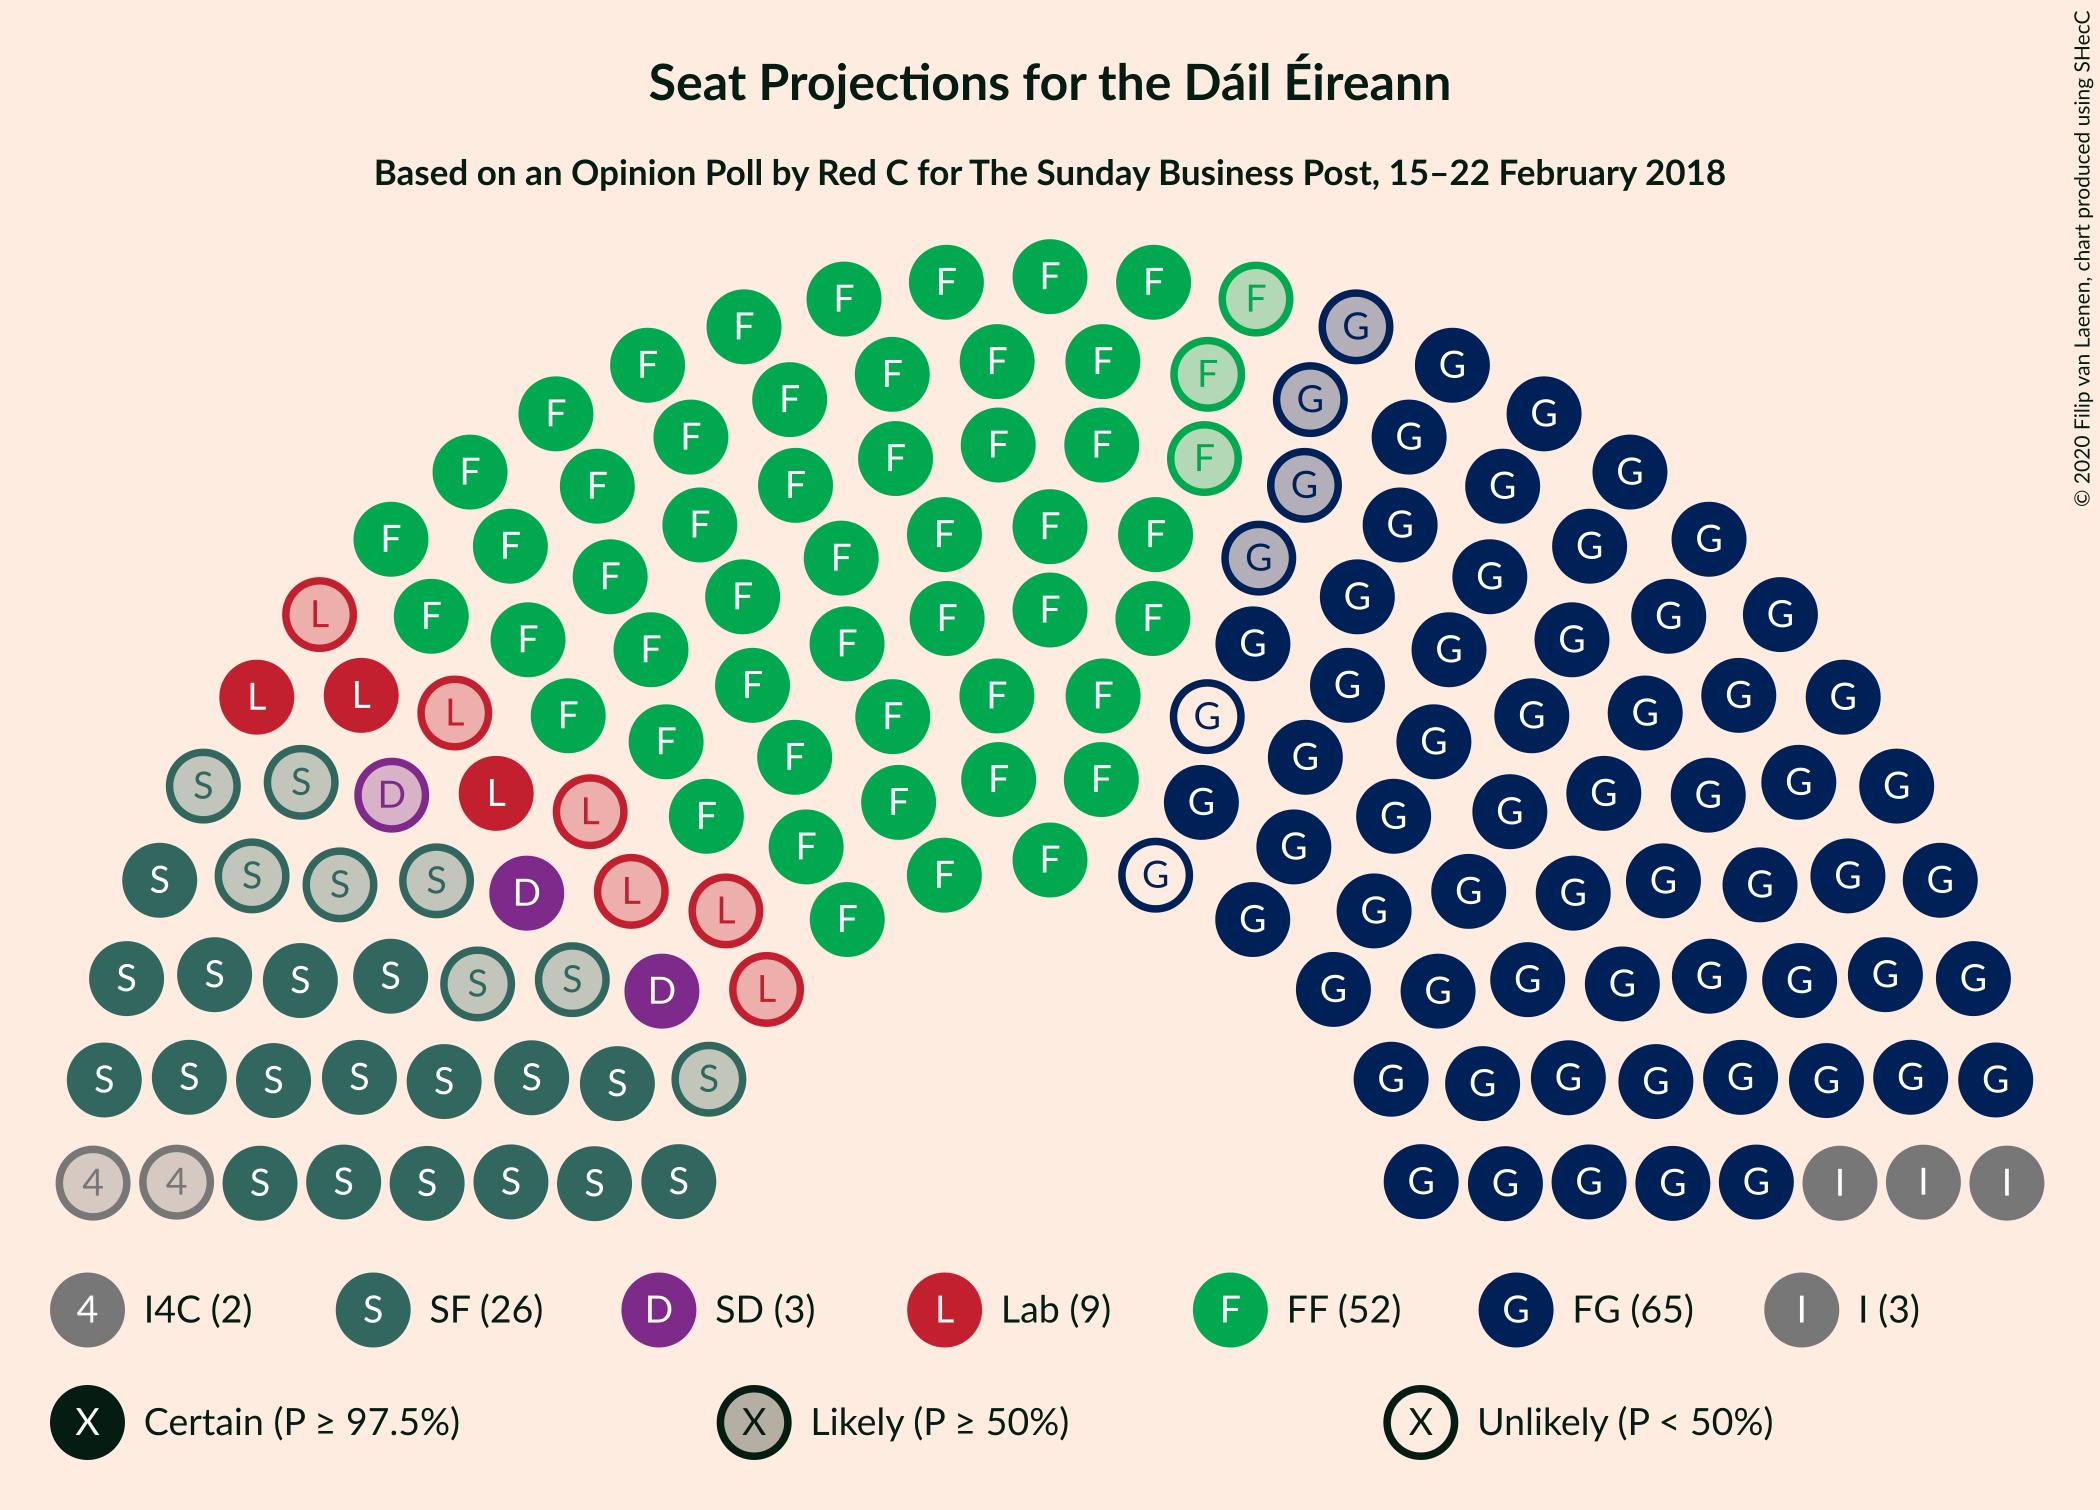 Seat Projections for the Dáil Éireann
Based on an Opinion Poll by Red C for The Sunday Business Post, 15–22 February 2018
© 2020 Filip van Laenen, chart produced using SHecC
F F F F F F G
F F F F F F G G
F F F F G G G
F F F F G G
F F F F G G G
F F F F G G G
F F F F F G G G
L F F F F F F G G G G G
F F F G G G
L L L F F F F F G G G G G G
F F F G G G
S S D L L F F F F G G G G G G G
F G
S S S S D L L F F F G G G G G G G G
S S S S S S D L F G G G G G G G G G
S S S S S S S S G G G G G G G G
4 4 S S S S S S G G G G G I I I
4 I4C (2) S SF (26) D SD (3) L Lab (9) F FF (52) G FG (65) I I (3)
X Certain (P ≥ 97.5%) X Likely (P ≥ 50%) X Unlikely (P < 50%)